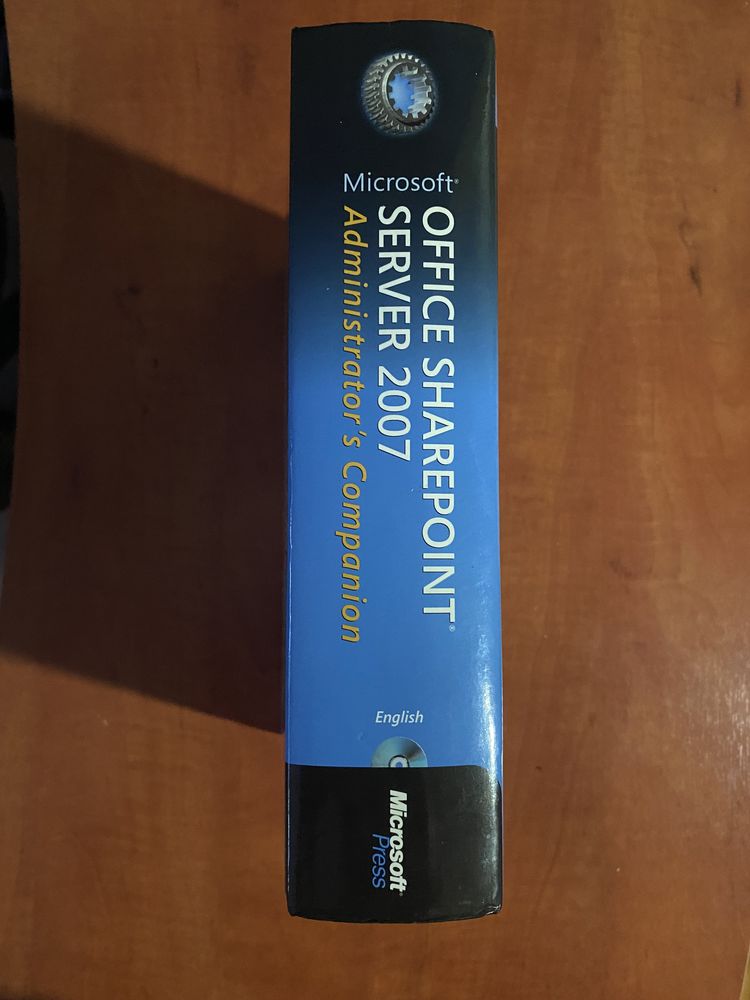 Microsoft®
OFFICE SHAREPOINT®
SERVER 2007
Administrator's Companion
English
Microsoft®
Press